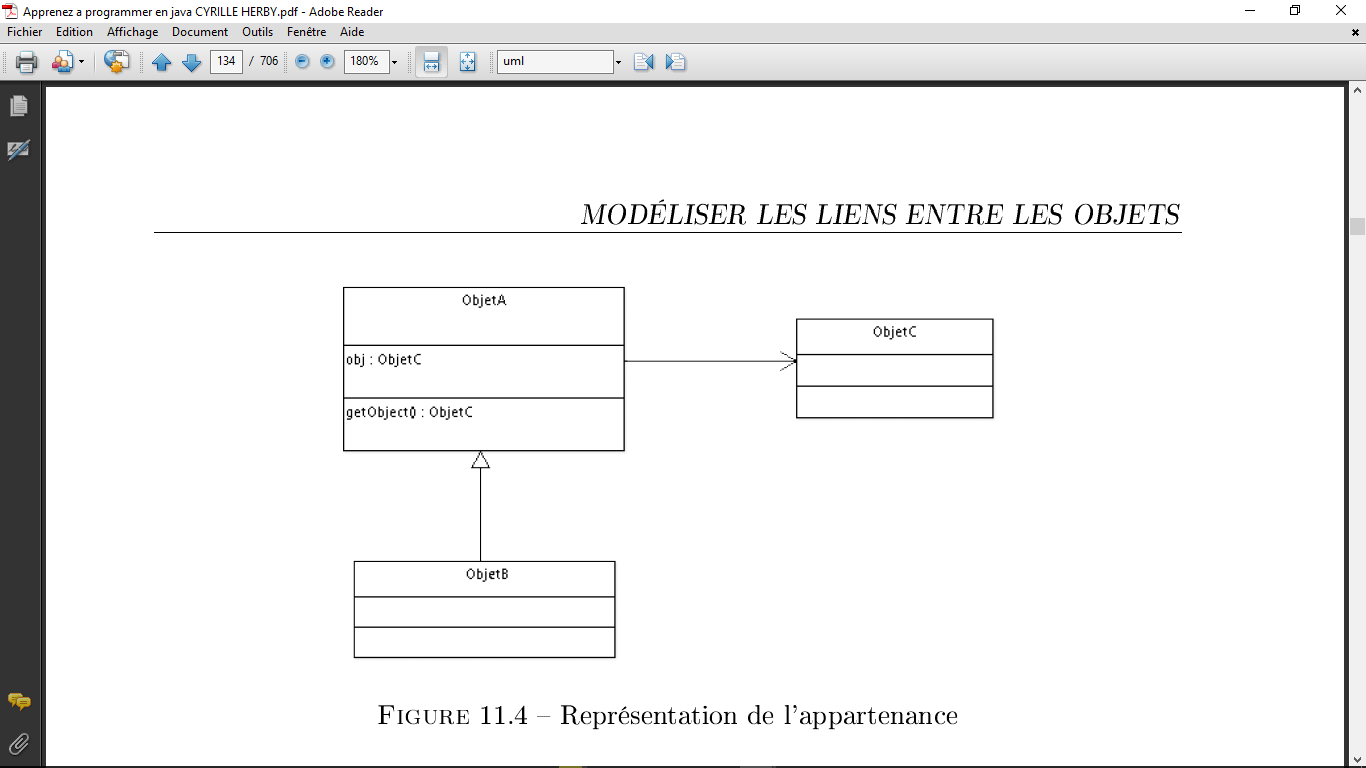 Apprenez a programmer en java CYRILLE HERBY.pdf - Adobe Reader
Fichier Edition Affichage Document Outils Fenêtre Aide
134 / 706 180% uml
MODÉLISER LES LIENS ENTRE LES OBJETS
ObjetA
obj : ObjetC
getObject() : ObjetC
ObjetC
ObjetB
FIGURE 11.4 – Représentation de l'appartenance